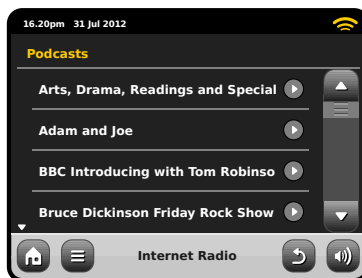 16.20pm 31 Jul 2012
Podcasts
Arts, Drama, Readings and Special
Adam and Joe
BBC Introducing with Tom Robinso
Bruce Dickinson Friday Rock Show
Internet Radio